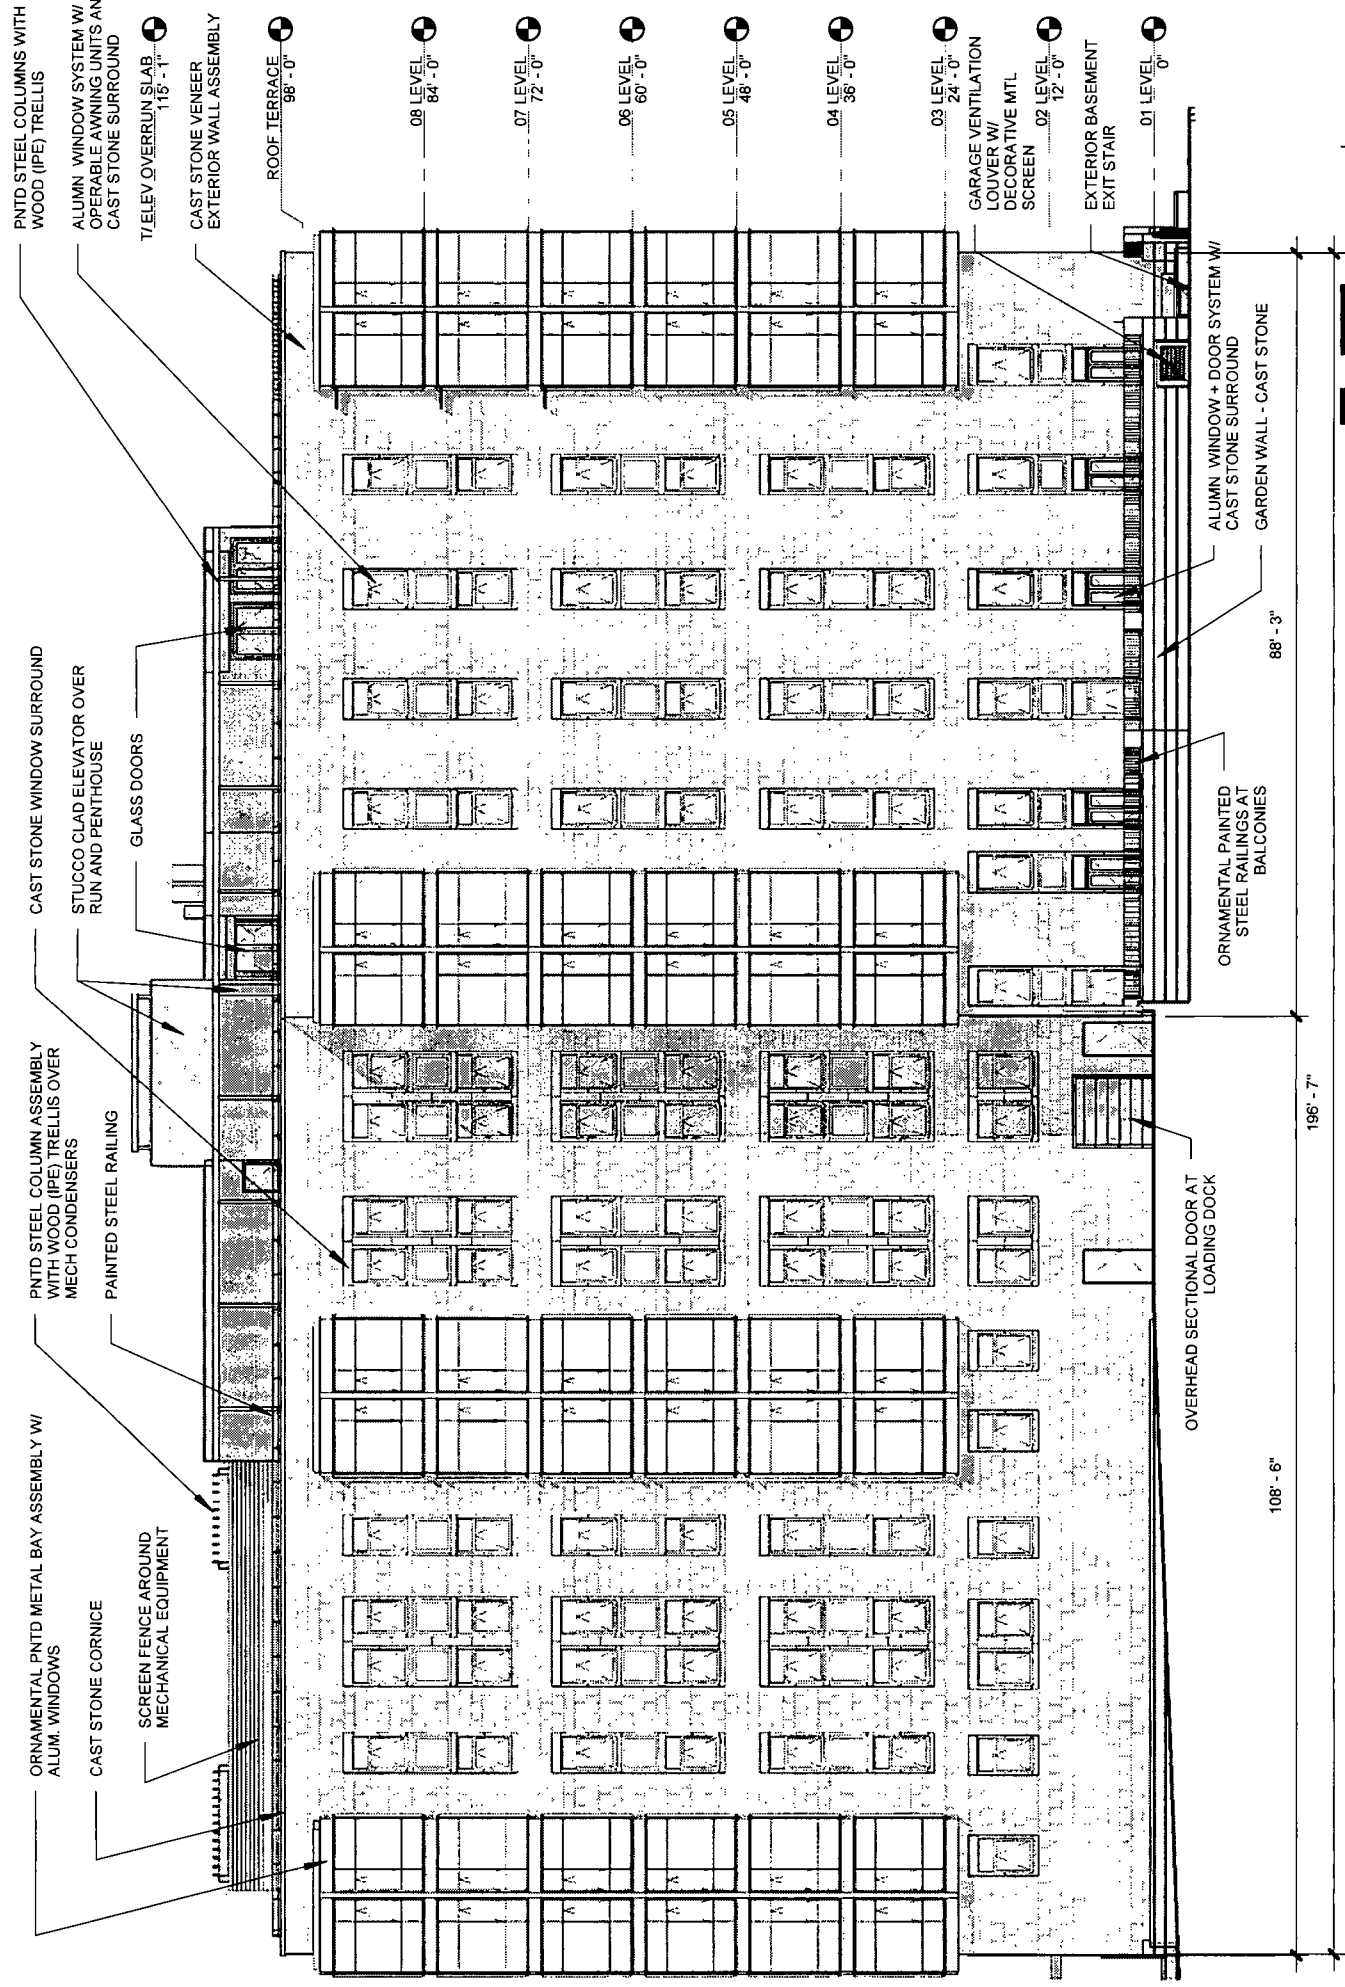 ORNAMENTAL PNTD METAL BAY ASSEMBLY W/
ALUM. WINDOWS
CAST STONE CORNICE
SCREEN FENCE AROUND
MECHANICAL EQUIPMENT
PNTD STEEL COLUMN ASSEMBLY
WITH WOOD (IPE) TRELLIS OVER
MECH CONDENSERS
PAINTED STEEL RAILING
CAST STONE WINDOW SURROUND
STUCCO CLAD ELEVATOR OVER
RUN AND PENTHOUSE
GLASS DOORS
PNTD STEEL COLUMNS WITH
WOOD (IPE) TRELLIS
ALUMN WINDOW SYSTEM W/
OPERABLE AWNING UNITS AN
CAST STONE SURROUND
T/ ELEV OVERRUN SLAB
115' - 1"
CAST STONE VENEER
EXTERIOR WALL ASSEMBLY
ROOF TERRACE
98' - 0"
08 LEVEL
84' - 0"
07 LEVEL
72' - 0"
06 LEVEL
60' - 0"
05 LEVEL
48' - 0"
04 LEVEL
36' - 0"
03 LEVEL
24' - 0"
GARAGE VENTILATION
LOUVER W/
DECORATIVE MTL
SCREEN
02 LEVEL
12' - 0"
EXTERIOR BASEMENT
EXIT STAIR
01 LEVEL
0"
OVERHEAD SECTIONAL DOOR AT
LOADING DOCK
ORNAMENTAL PAINTED
STEEL RAILINGS AT
BALCONIES
ALUMN WINDOW + DOOR SYSTEM W/
CAST STONE SURROUND
GARDEN WALL - CAST STONE
108' - 6"
88' - 3"
196' - 7"